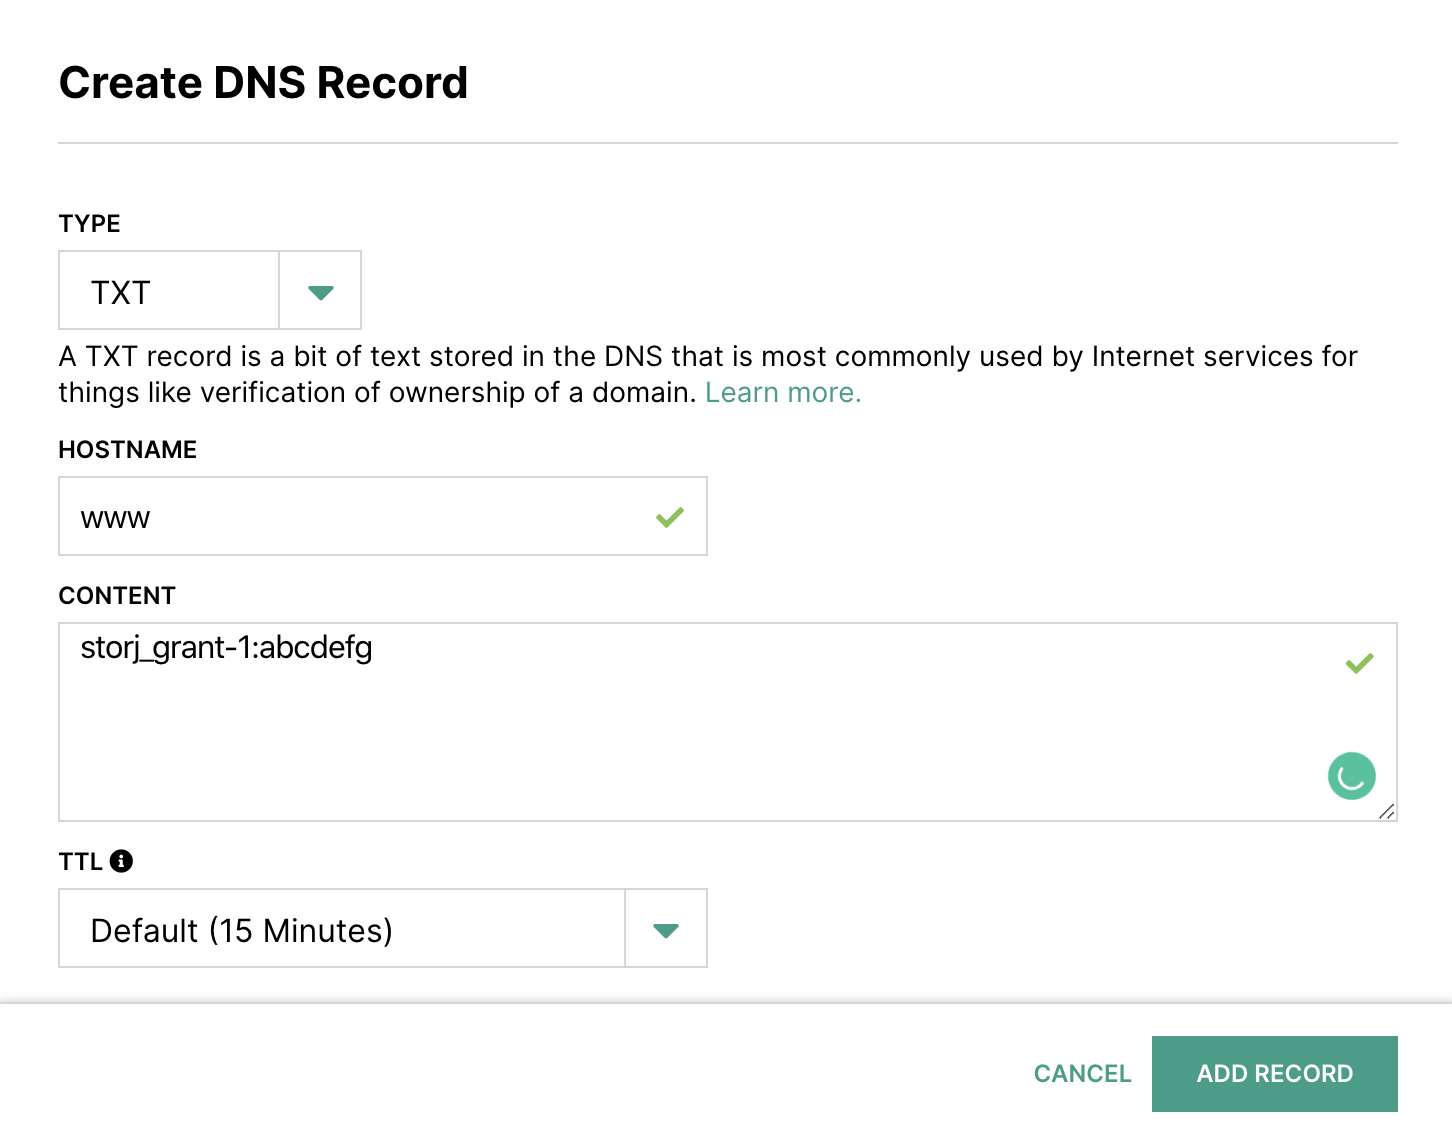 Create DNS Record
TYPE
TXT
A TXT record is a bit of text stored in the DNS that is most commonly used by Internet services for
things like verification of ownership of a domain. Learn more.
HOSTNAME
www
CONTENT
storj_grant-1:abcdefg
TTL
Default (15 Minutes)
CANCEL
ADD RECORD